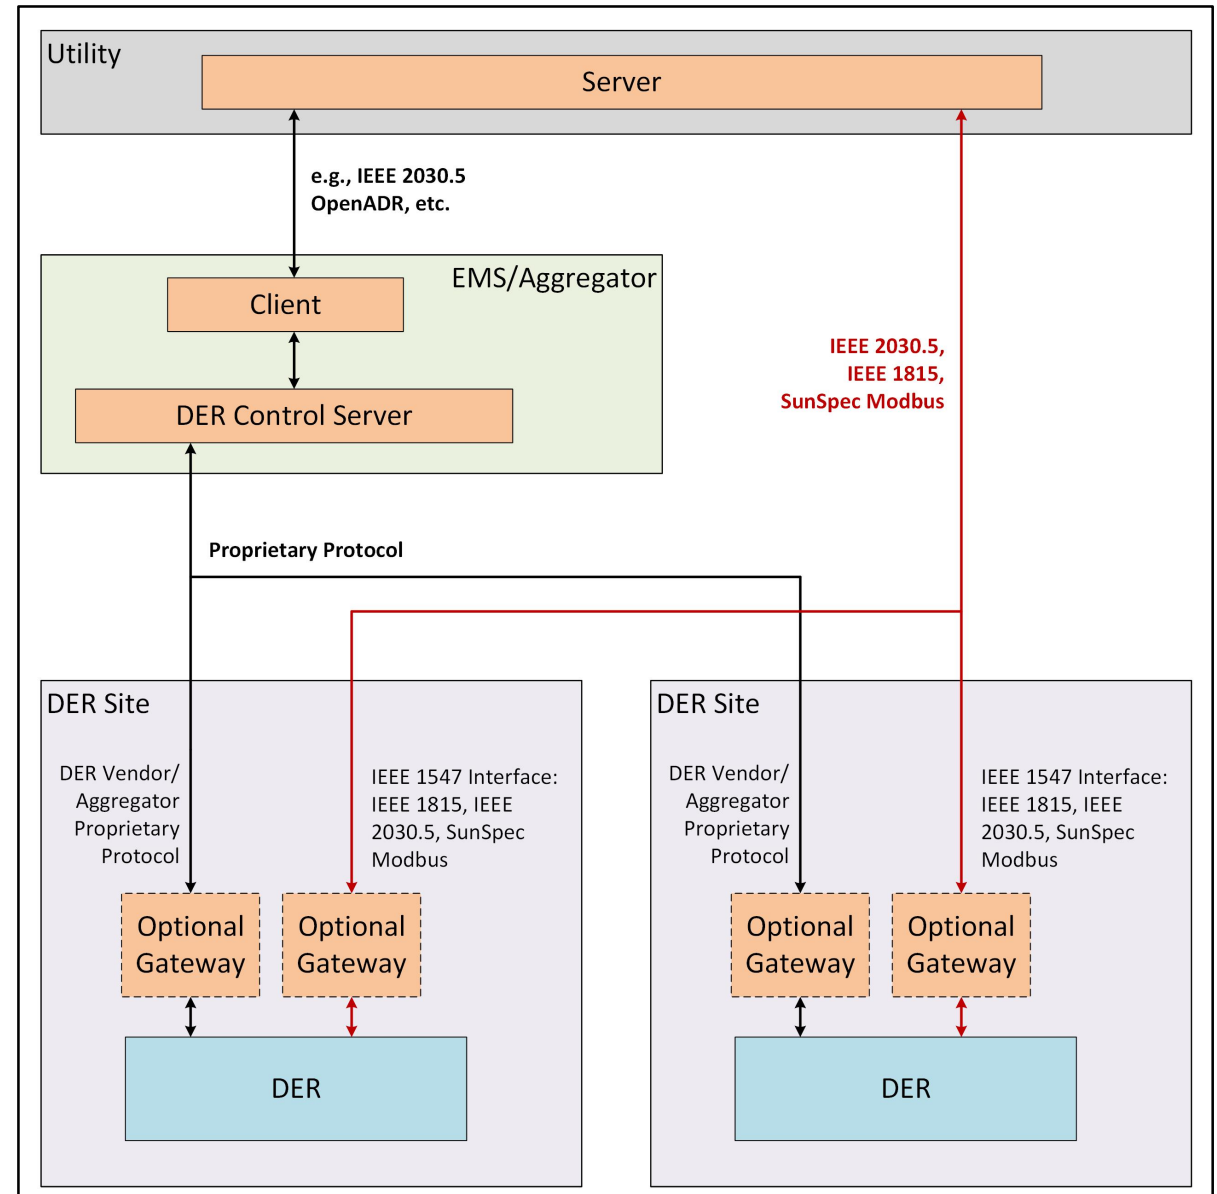 Utility
Server
e.g., IEEE 2030.5
OpenADR, etc.
EMS/Aggregator
Client
DER Control Server
IEEE 2030.5,
IEEE 1815,
SunSpec Modbus
Proprietary Protocol
DER Site
DER Vendor/
Aggregator
Proprietary
Protocol
IEEE 1547 Interface:
IEEE 1815, IEEE
2030.5, SunSpec
Modbus
Optional
Gateway
Optional
Gateway
DER
DER Site
DER Vendor/
Aggregator
Proprietary
Protocol
IEEE 1547 Interface:
IEEE 1815, IEEE
2030.5, SunSpec
Modbus
Optional
Gateway
Optional
Gateway
DER